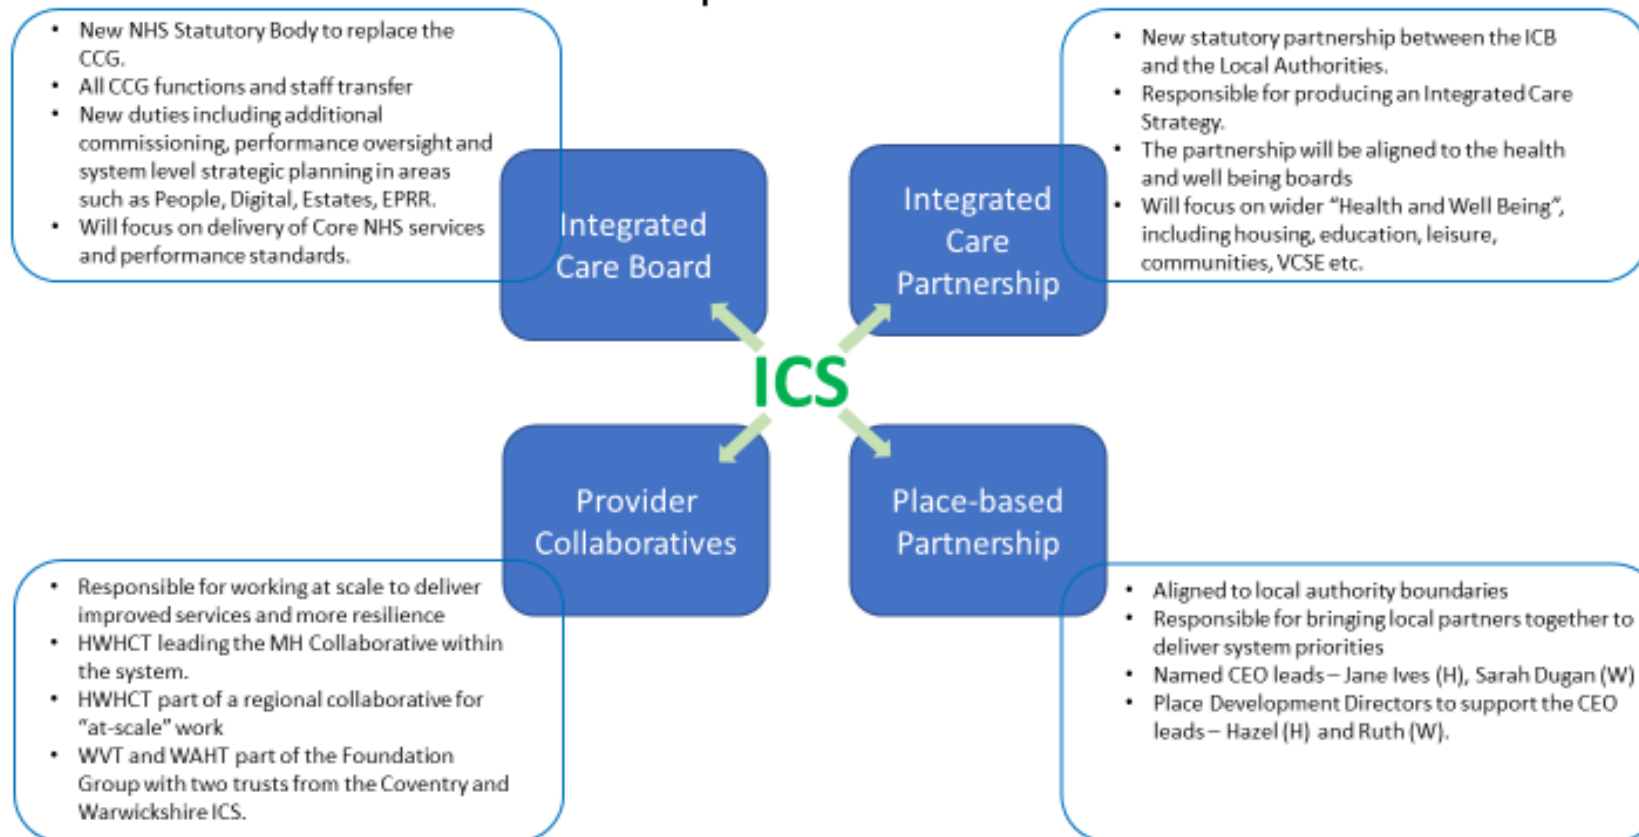 • New NHS Statutory Body to replace the
CCG.
• All CCG functions and staff transfer
• New duties including additional
commissioning, performance oversight and
system level strategic planning in areas
such as People, Digital, Estates, EPRR.
• Will focus on delivery of Core NHS services
and performance standards.
Integrated
Care Board
• New statutory partnership between the ICB
and the Local Authorities.
• Responsible for producing an Integrated Care
Strategy.
• The partnership will be aligned to the health
and well being boards
• Will focus on wider “Health and Well Being”,
including housing, education, leisure,
communities, VCSE etc.
Integrated
Care
Partnership
ICS
Provider
Collaboratives
• Responsible for working at scale to deliver
improved services and more resilience
• HWHCT leading the MH Collaborative within
the system.
• HWHCT part of a regional collaborative for
“at-scale” work
• WVT and WAHT part of the Foundation
Group with two trusts from the Coventry and
Warwickshire ICS.
Place-based
Partnership
• Aligned to local authority boundaries
• Responsible for bringing local partners together to
deliver system priorities
• Named CEO leads – Jane Ives (H), Sarah Dugan (W)
• Place Development Directors to support the CEO
leads – Hazel (H) and Ruth (W).